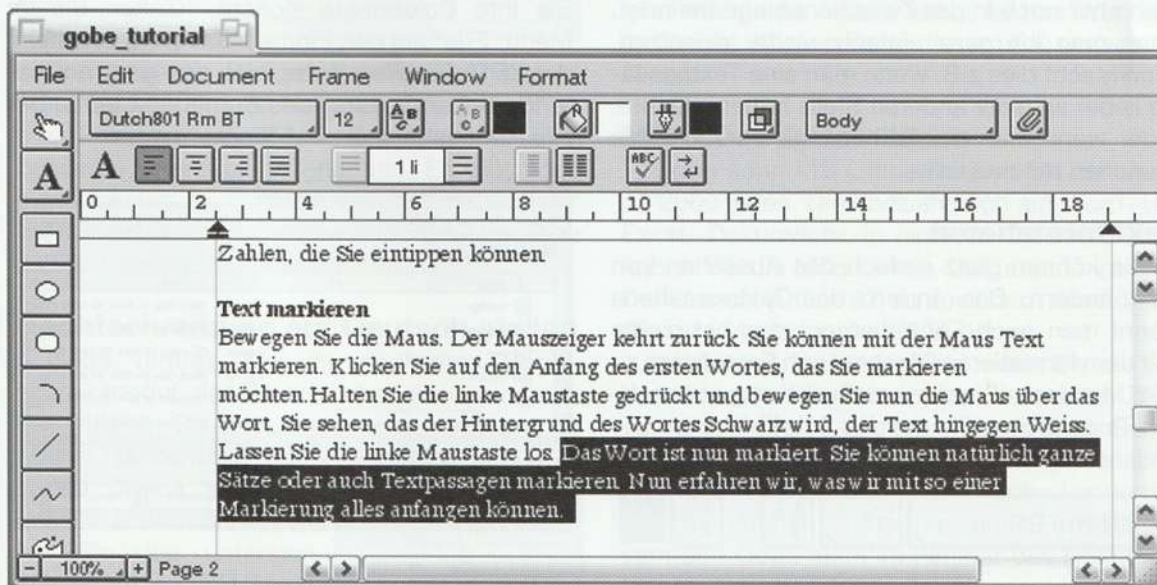 gobe_tutorial
File Edit Document Frame Window Format
Dutch801 Rm BT 12 A B C A B C Body
A A 1 li ABC
0 2 4 6 8 10 12 14 16 18
Zahlen, die Sie eintippen können
Text markieren
Bewegen Sie die Maus. Der Mauszeiger kehrt zurück. Sie können mit der Maus Text
markieren. Klicken Sie auf den Anfang des ersten Wortes, das Sie markieren
möchten.Halten Sie die linke Maustaste gedrückt und bewegen Sie nun die Maus über das
Wort. Sie sehen, das der Hintergrund des Wortes Schwarz wird, der Text hingegen Weiss.
Lassen Sie die linke Maustaste los. Das Wort ist nun markiert. Sie können natürlich ganze
Sätze oder auch Textpassagen markieren. Nun erfahren wir, was wir mit so einer
Markierung alles anfangen können.
100% Page 2